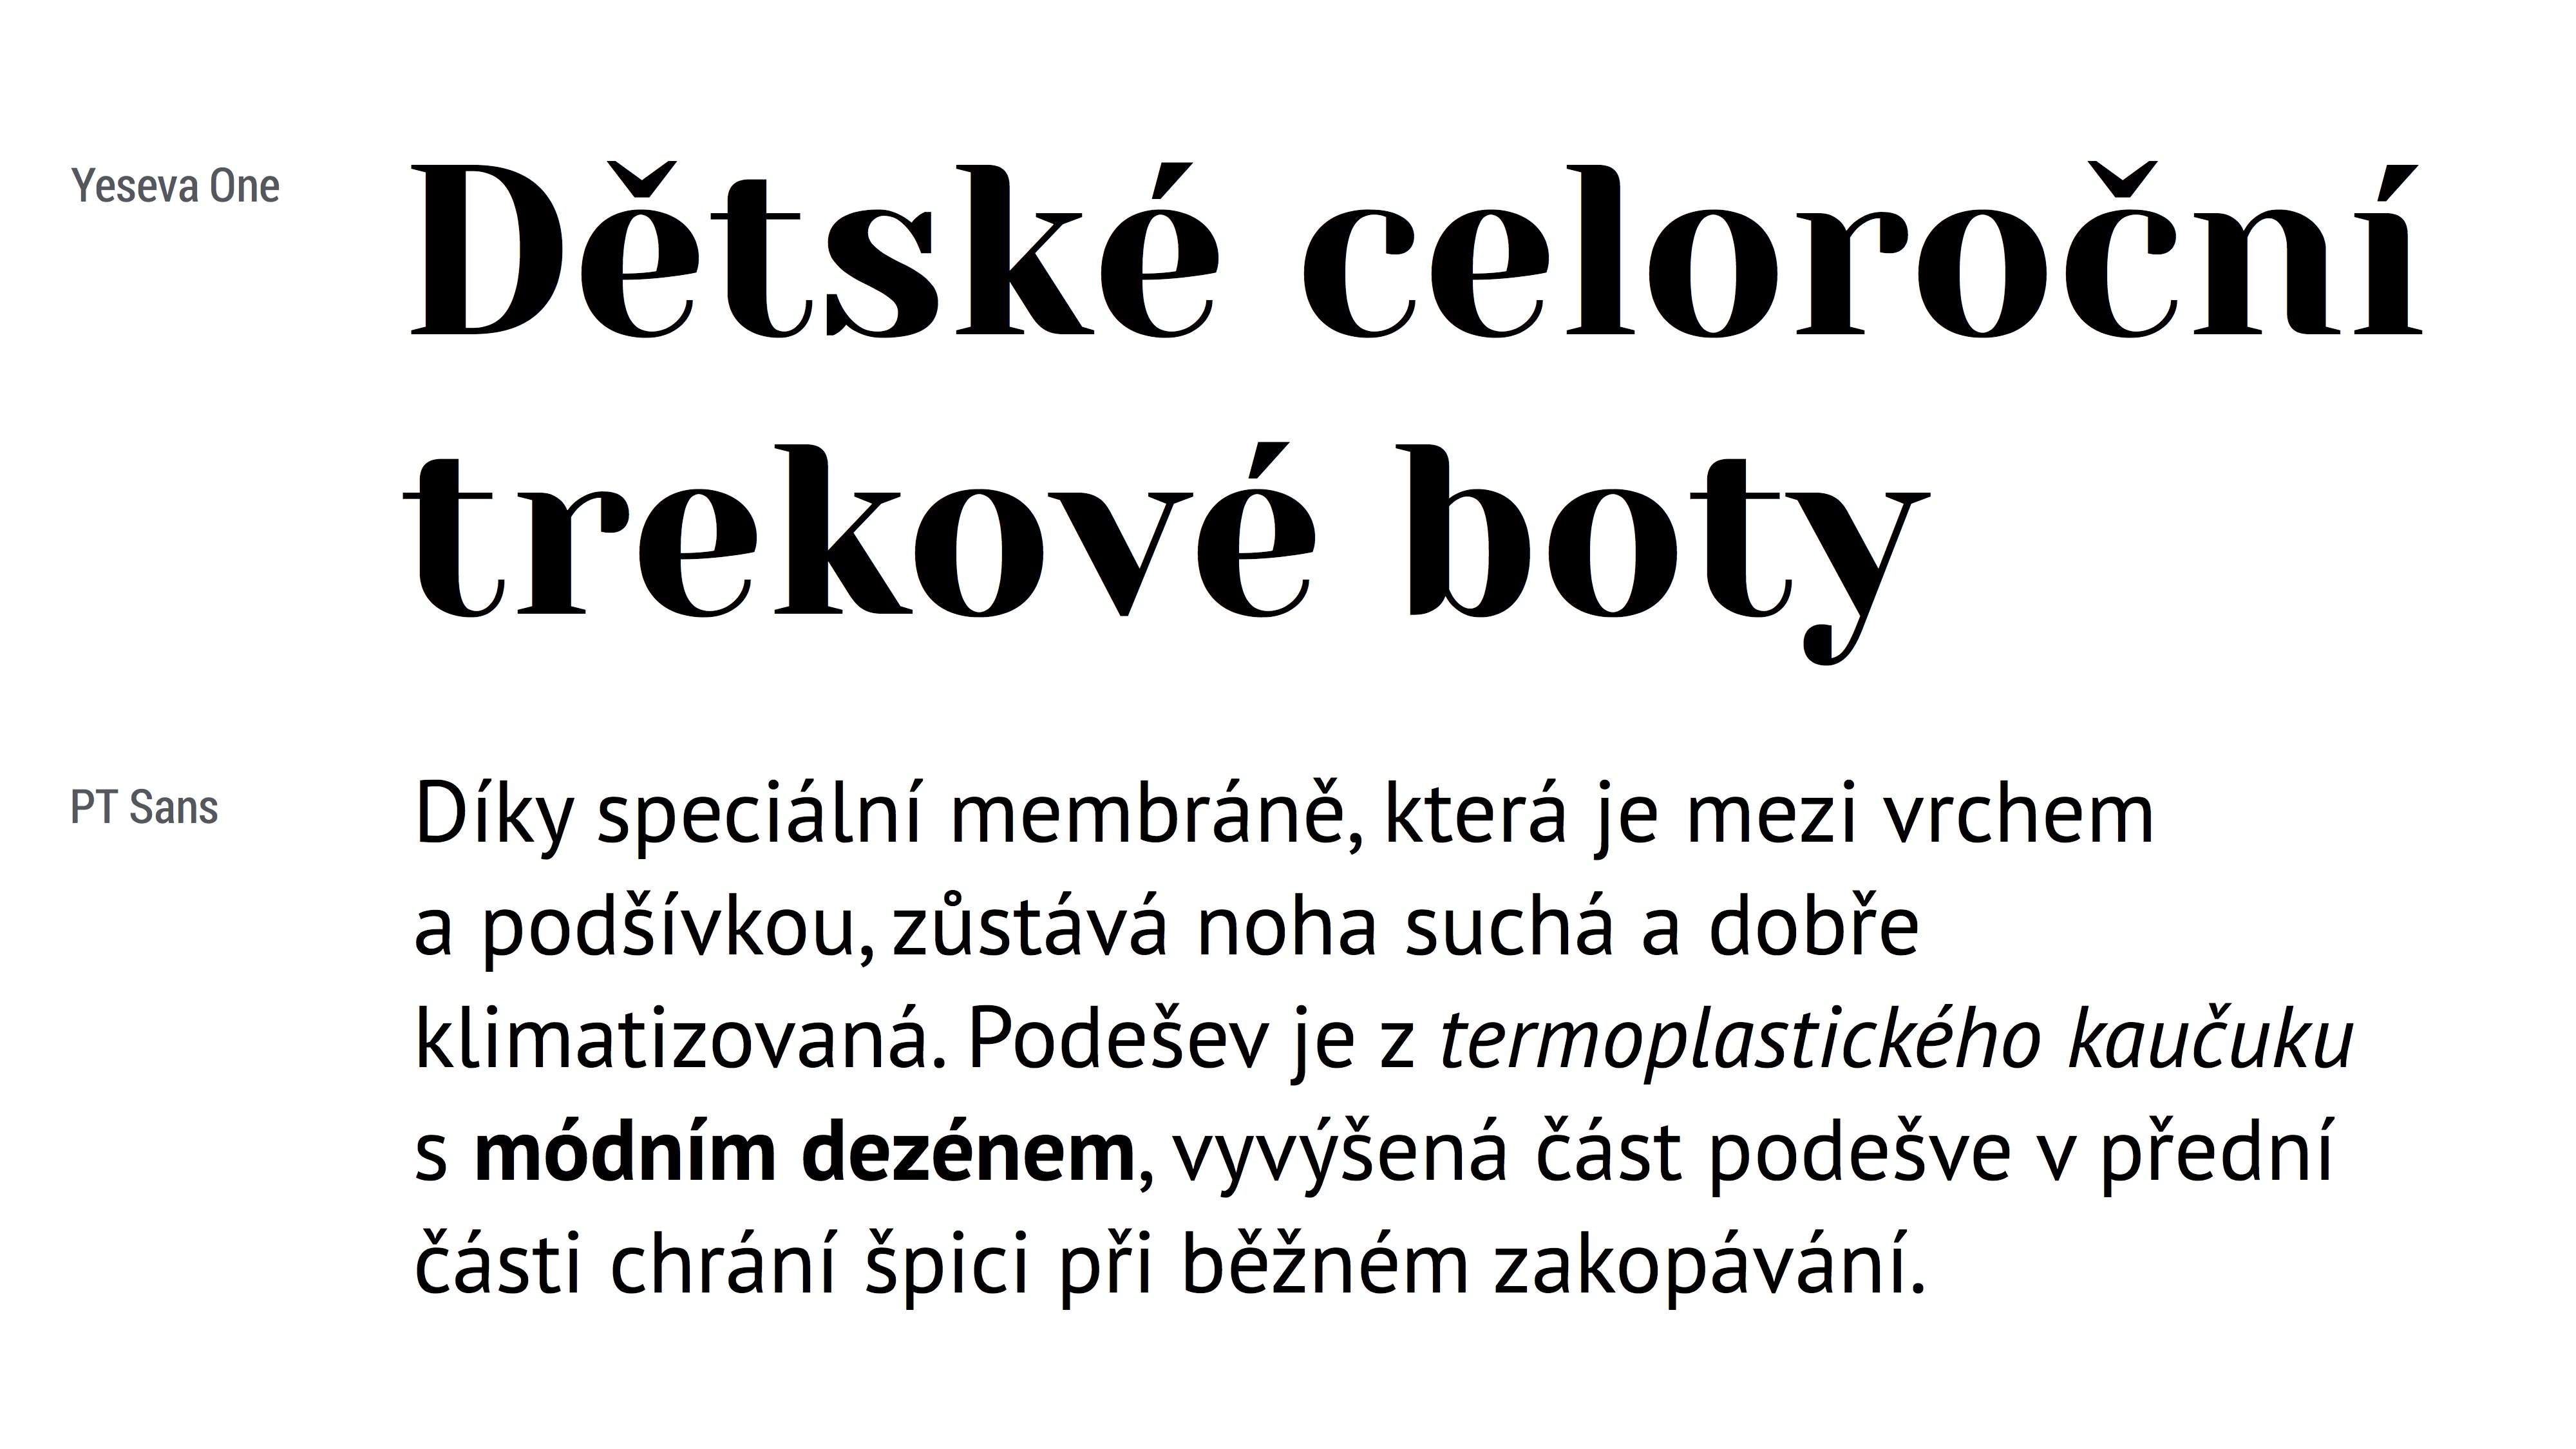 Yeseva One
Dětské celoroční
trekové boty
PT Sans
Díky speciální membráně, která je mezi vrchem
a podšívkou, zůstává noha suchá a dobře
klimatizovaná. Podešev je z termoplastického kaučuku
s módním dezénem, vyvýšená část podešve v přední
části chrání špici při běžném zakopávání.